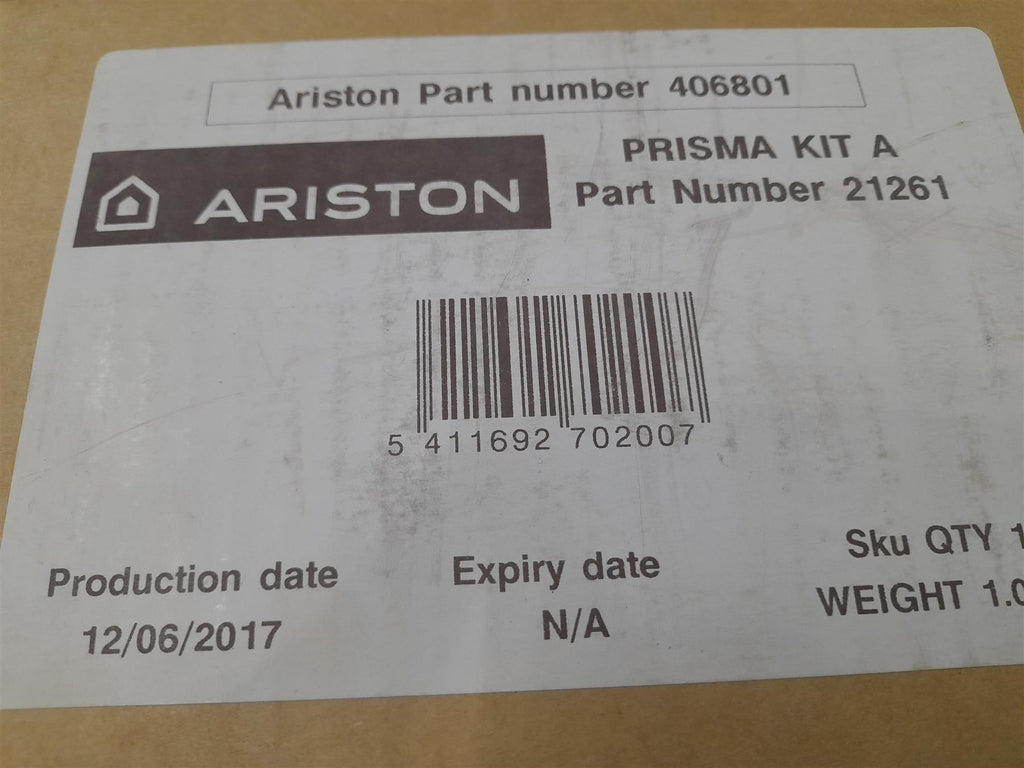 Ariston Part number 406801
ARISTON
PRISMA KIT A
Part Number 21261
5 411692 702007
Production date
12/06/2017
Expiry date
N/A
Sku QTY 1
WEIGHT 1.0